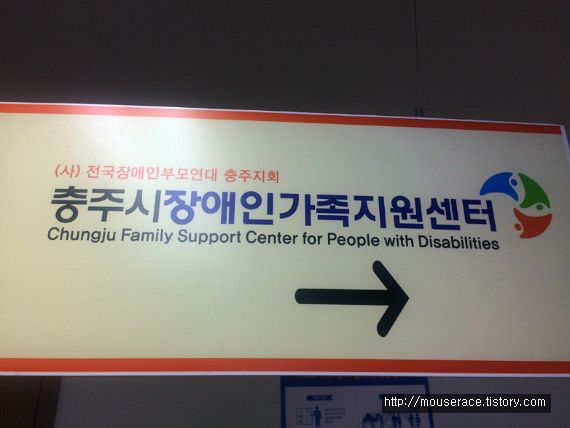 (사) 전국장애인부모연대 충주지회
충주시장애인가족지원센터
Chungju Family Support Center for People with Disabilities
http://mouserace.tistory.com